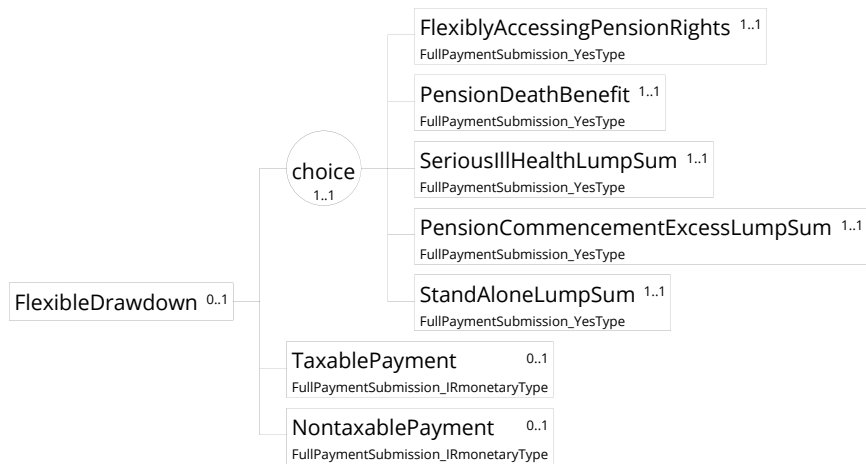 FlexiblyAccessingPensionRights 1..1
FullPaymentSubmission_YesType
PensionDeathBenefit 1..1
FullPaymentSubmission_YesType
choice
1..1
SeriousIllHealthLumpSum 1..1
FullPaymentSubmission_YesType
PensionCommencementExcessLumpSum 1..1
FullPaymentSubmission_YesType
FlexibleDrawdown 0..1
StandAloneLumpSum 1..1
FullPaymentSubmission_YesType
TaxablePayment 0..1
FullPaymentSubmission_IRmonetaryType
NontaxablePayment 0..1
FullPaymentSubmission_IRmonetaryType